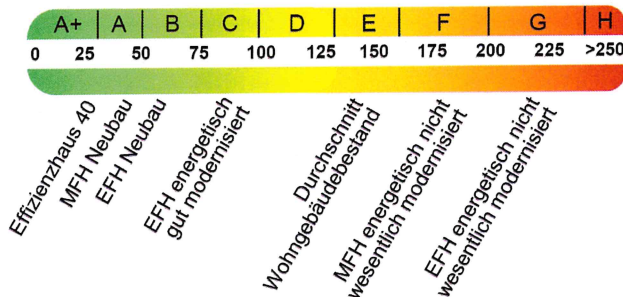 A+ A B C D E F G H
0 25 50 75 100 125 150 175 200 225 >250
Effizienzhaus 40
MFH Neubau
EFH Neubau
EFH energetisch
gut modernisiert
Durchschnitt
Wohngebäudebestand
MFH energetisch nicht
wesentlich modernisiert
EFH energetisch nicht
wesentlich modernisiert